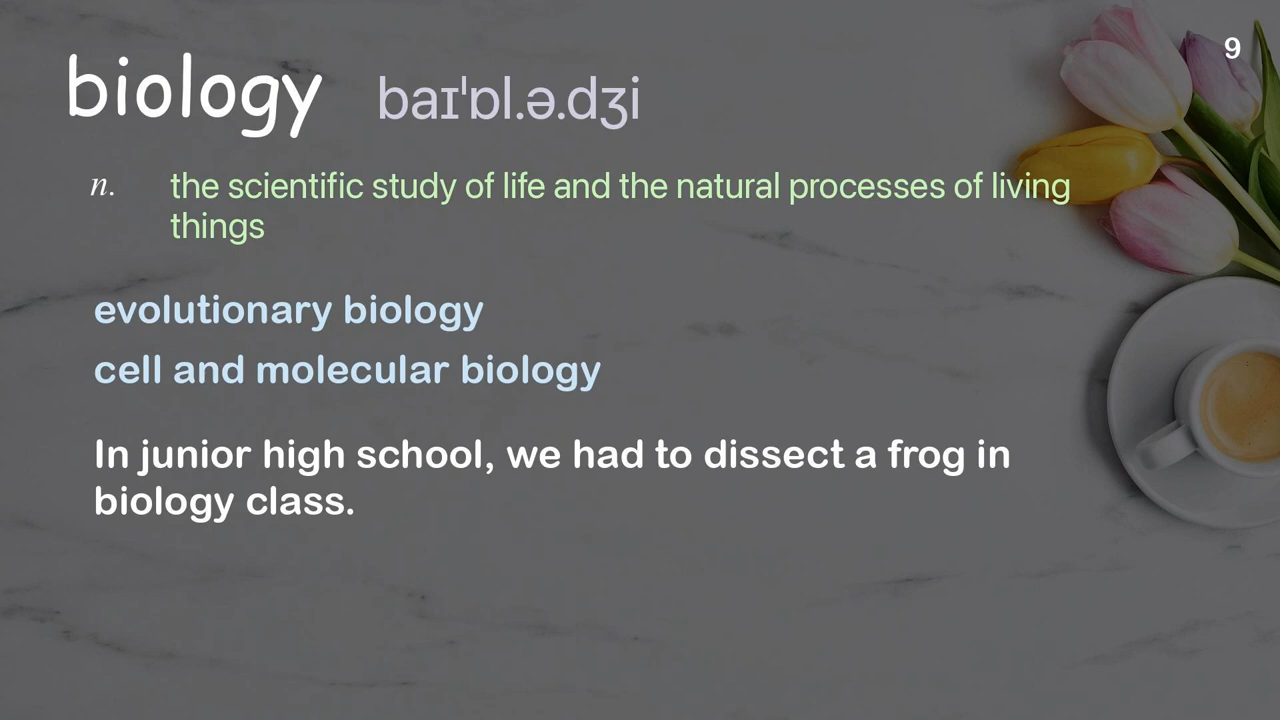 9
biology baɪˈɒl.ə.dʒi
n. the scientific study of life and the natural processes of living
things
evolutionary biology
cell and molecular biology
In junior high school, we had to dissect a frog in
biology class.